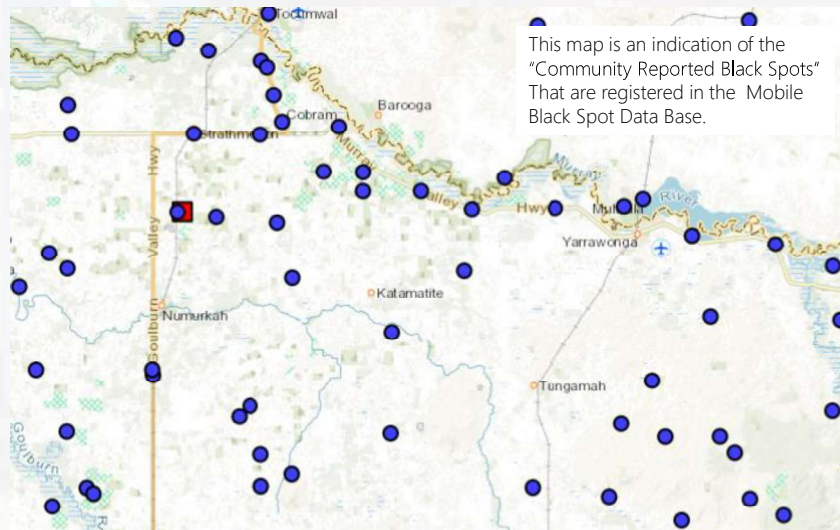 Tocumwal
This map is an indication of the
“Community Reported Black Spots“
That are registered in the Mobile
Black Spot Data Base.
Barooga
Cobram
Strathmerton
Murray
Valley
Hwy
Murray
River
Mulwala
Yarrawonga
Hwy
Valley
Goulburn
Numurkah
Katamatite
Tungamah
Goulburn